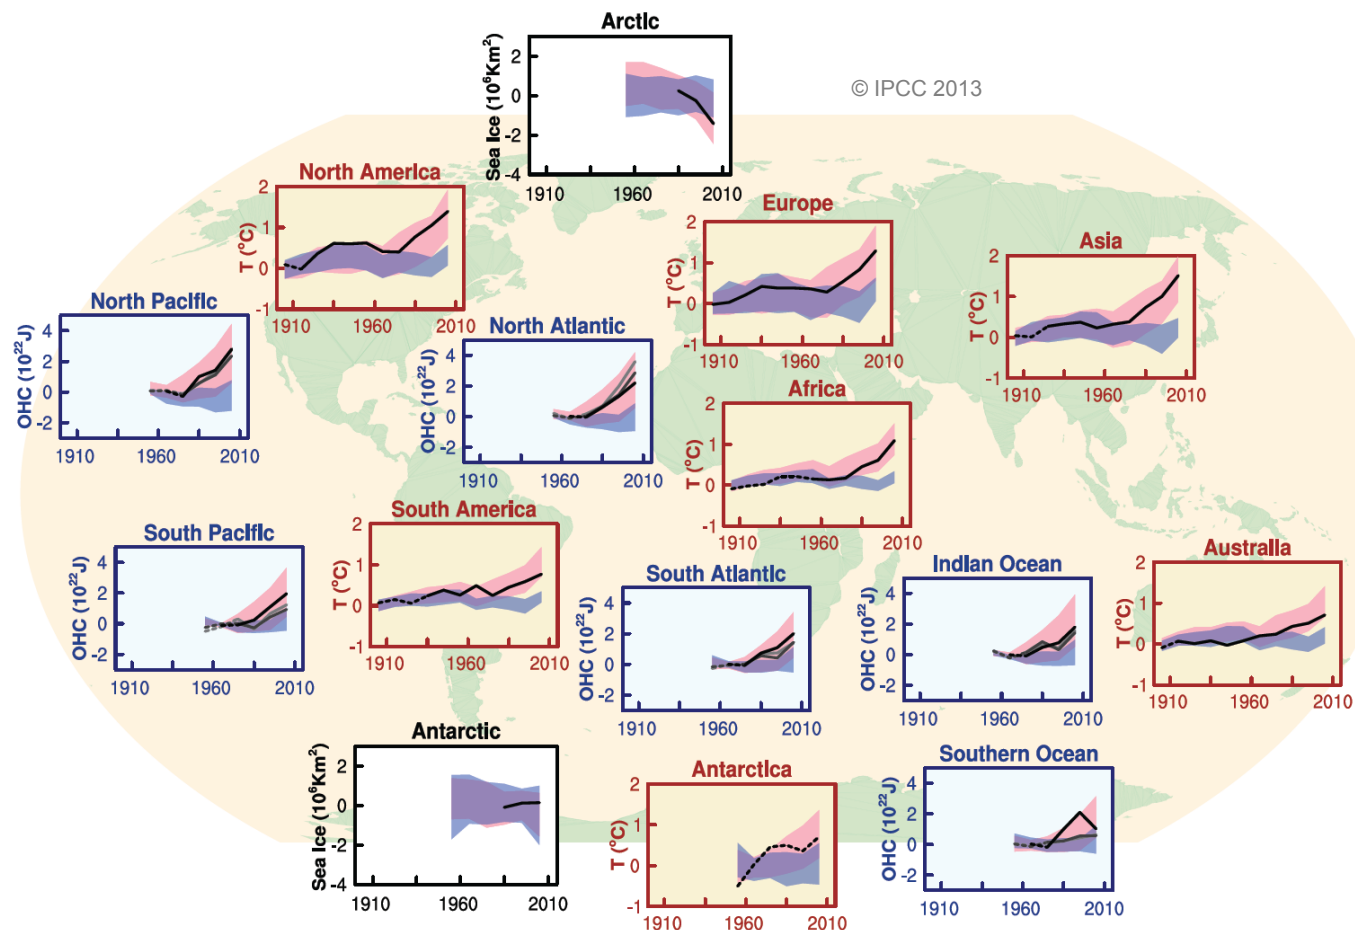 Arctic
© IPCC 2013
Sea Ice (10⁶Km²)
2
0
-2
-4
1910 1960 2010
North America
T (°C)
2
1
0
-1
1910 1960 2010
Europe
T (°C)
2
1
0
-1
1910 1960 2010
Asia
T (°C)
2
1
0
-1
1910 1960 2010
North Pacific
OHC (10²²J)
4
2
0
-2
1910 1960 2010
North Atlantic
OHC (10²²J)
4
2
0
-2
1910 1960 2010
Africa
T (°C)
2
1
0
-1
1910 1960 2010
South America
T (°C)
2
1
0
-1
1910 1960 2010
South Pacific
OHC (10²²J)
4
2
0
-2
1910 1960 2010
South Atlantic
OHC (10²²J)
4
2
0
-2
1910 1960 2010
Indian Ocean
OHC (10²²J)
4
2
0
-2
1910 1960 2010
Australia
T (°C)
2
1
0
-1
1910 1960 2010
Antarctic
Sea Ice (10⁶Km²)
2
0
-2
-4
1910 1960 2010
Antarctica
T (°C)
2
1
0
-1
1910 1960 2010
Southern Ocean
OHC (10²²J)
4
2
0
-2
1910 1960 2010